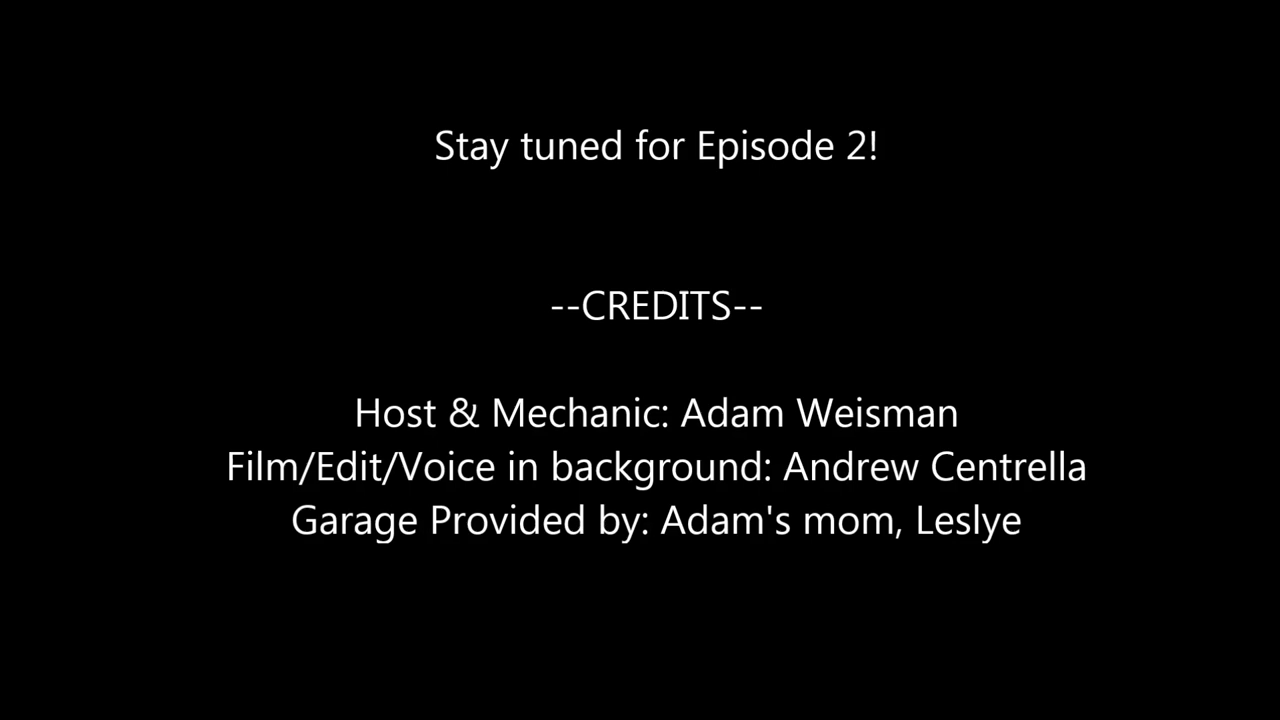 Stay tuned for Episode 2!
--CREDITS--
Host & Mechanic: Adam Weisman
Film/Edit/Voice in background: Andrew Centrella
Garage Provided by: Adam's mom, Leslye